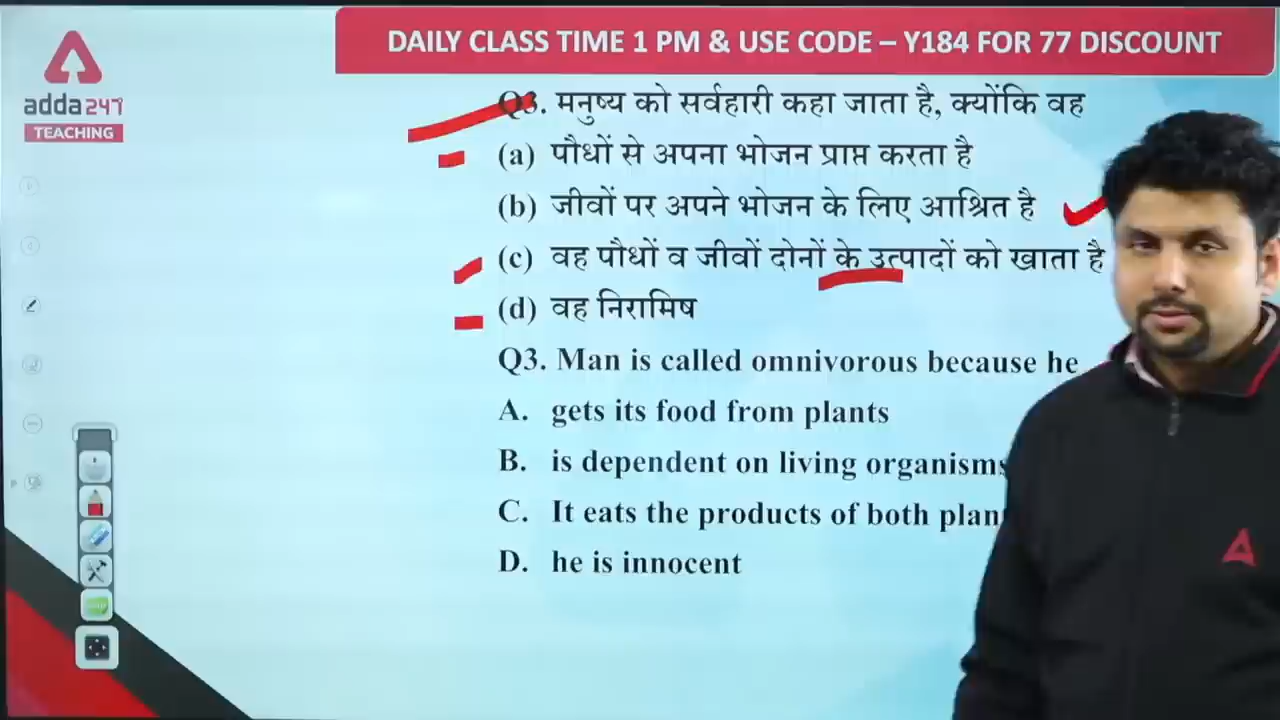 DAILY CLASS TIME 1 PM & USE CODE – Y184 FOR 77 DISCOUNT
adda247
TEACHING
Q3. मनुष्य को सर्वहारी कहा जाता है, क्योंकि वह
(a) पौधों से अपना भोजन प्राप्त करता है
(b) जीवों पर अपने भोजन के लिए आश्रित है
(c) वह पौधों व जीवों दोनों के उत्पादों को खाता है
(d) वह निरामिष
Q3. Man is called omnivorous because he
A. gets its food from plants
B. is dependent on living organisms
C. It eats the products of both
D. he is innocent